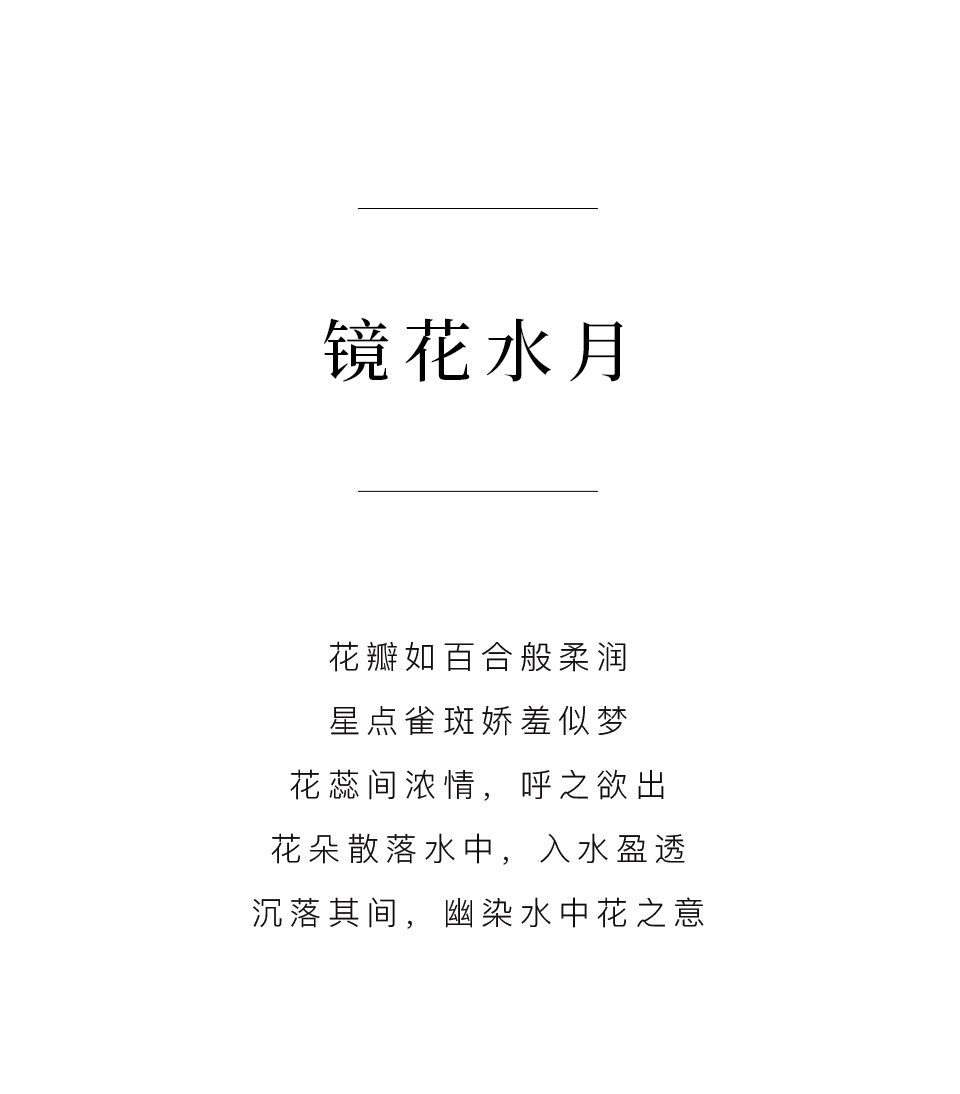 镜花水月
花瓣如百合般柔润
星点雀斑娇羞似梦
花蕊间浓情，呼之欲出
花朵散落水中，入水盈透
沉落其间，幽染水中花之意